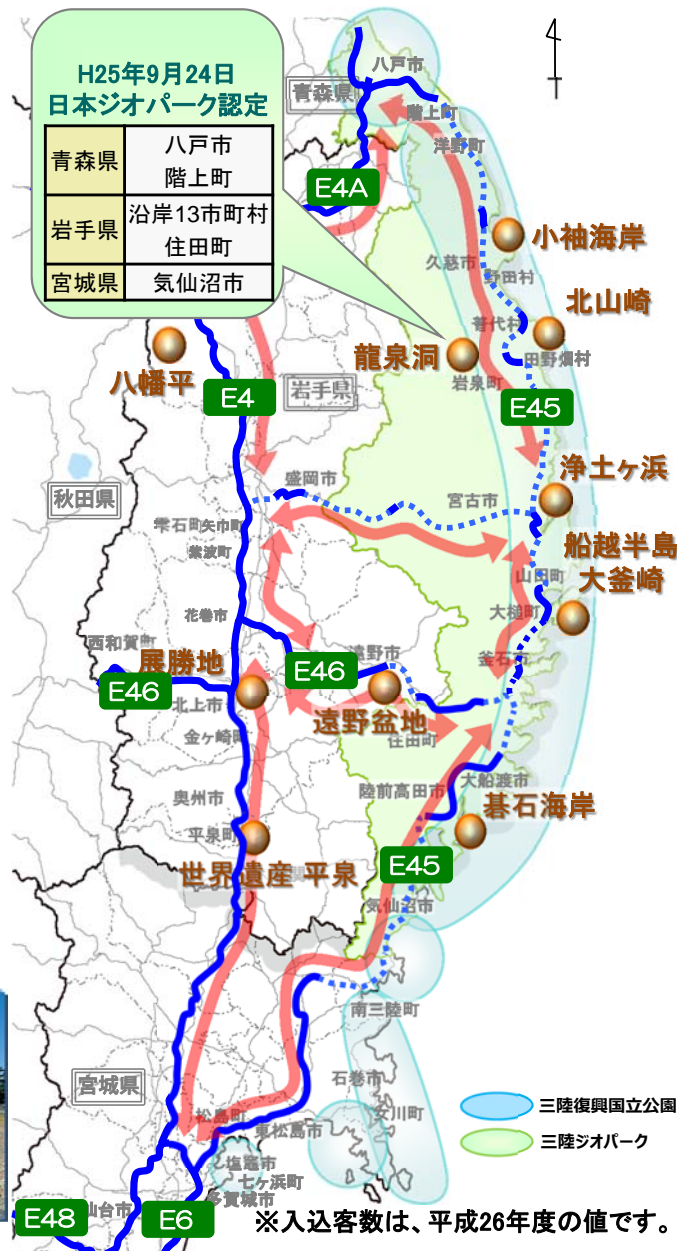 H25年9月24日
日本ジオパーク認定
青森県
八戸市
階上町
岩手県
沿岸13市町村
住田町
宮城県
気仙沼市
八戸市
青森県
階上町
洋野町
E4A
小袖海岸
久慈市
野田村
北山崎
普代村
龍泉洞
田野畑村
八幡平
岩泉町
岩手県
E4
E45
浄土ヶ浜
盛岡市
宮古市
秋田県
雫石町
矢巾町
紫波町
船越半島
大釜崎
山田町
大槌町
花巻市
西和賀町
遠野市
釜石市
展勝地
E46
E46
北上市
遠野盆地
金ヶ崎町
住田町
大船渡市
奥州市
陸前高田市
碁石海岸
平泉町
世界遺産 平泉
E45
気仙沼市
南三陸町
宮城県
石巻市
女川町
三陸復興国立公園
松島町
東松島市
三陸ジオパーク
塩竈市
七ヶ浜町
多賀城市
仙台市
E48
E6
※入込客数は、平成26年度の値です。